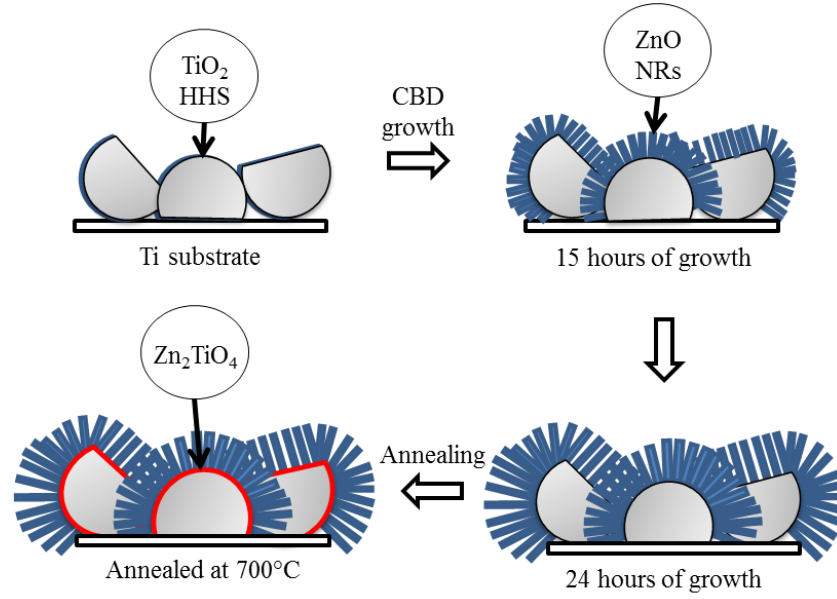 TiO₂
HHS
CBD
growth
ZnO
NRs
Ti substrate
15 hours of growth
Zn₂TiO₄
Annealing
Annealed at 700°C
24 hours of growth